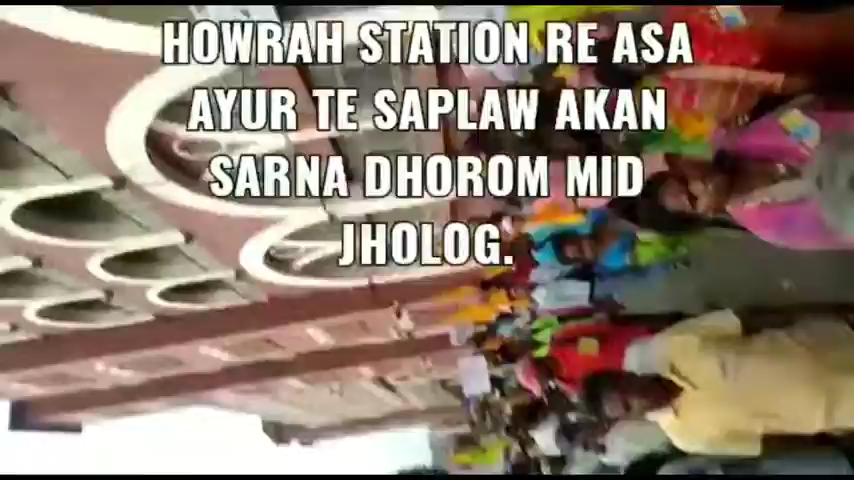 HOWRAH STATION RE ASA
AYUR TE SAPLAW AKAN
SARNA DHOROM MID
JHOLOG.